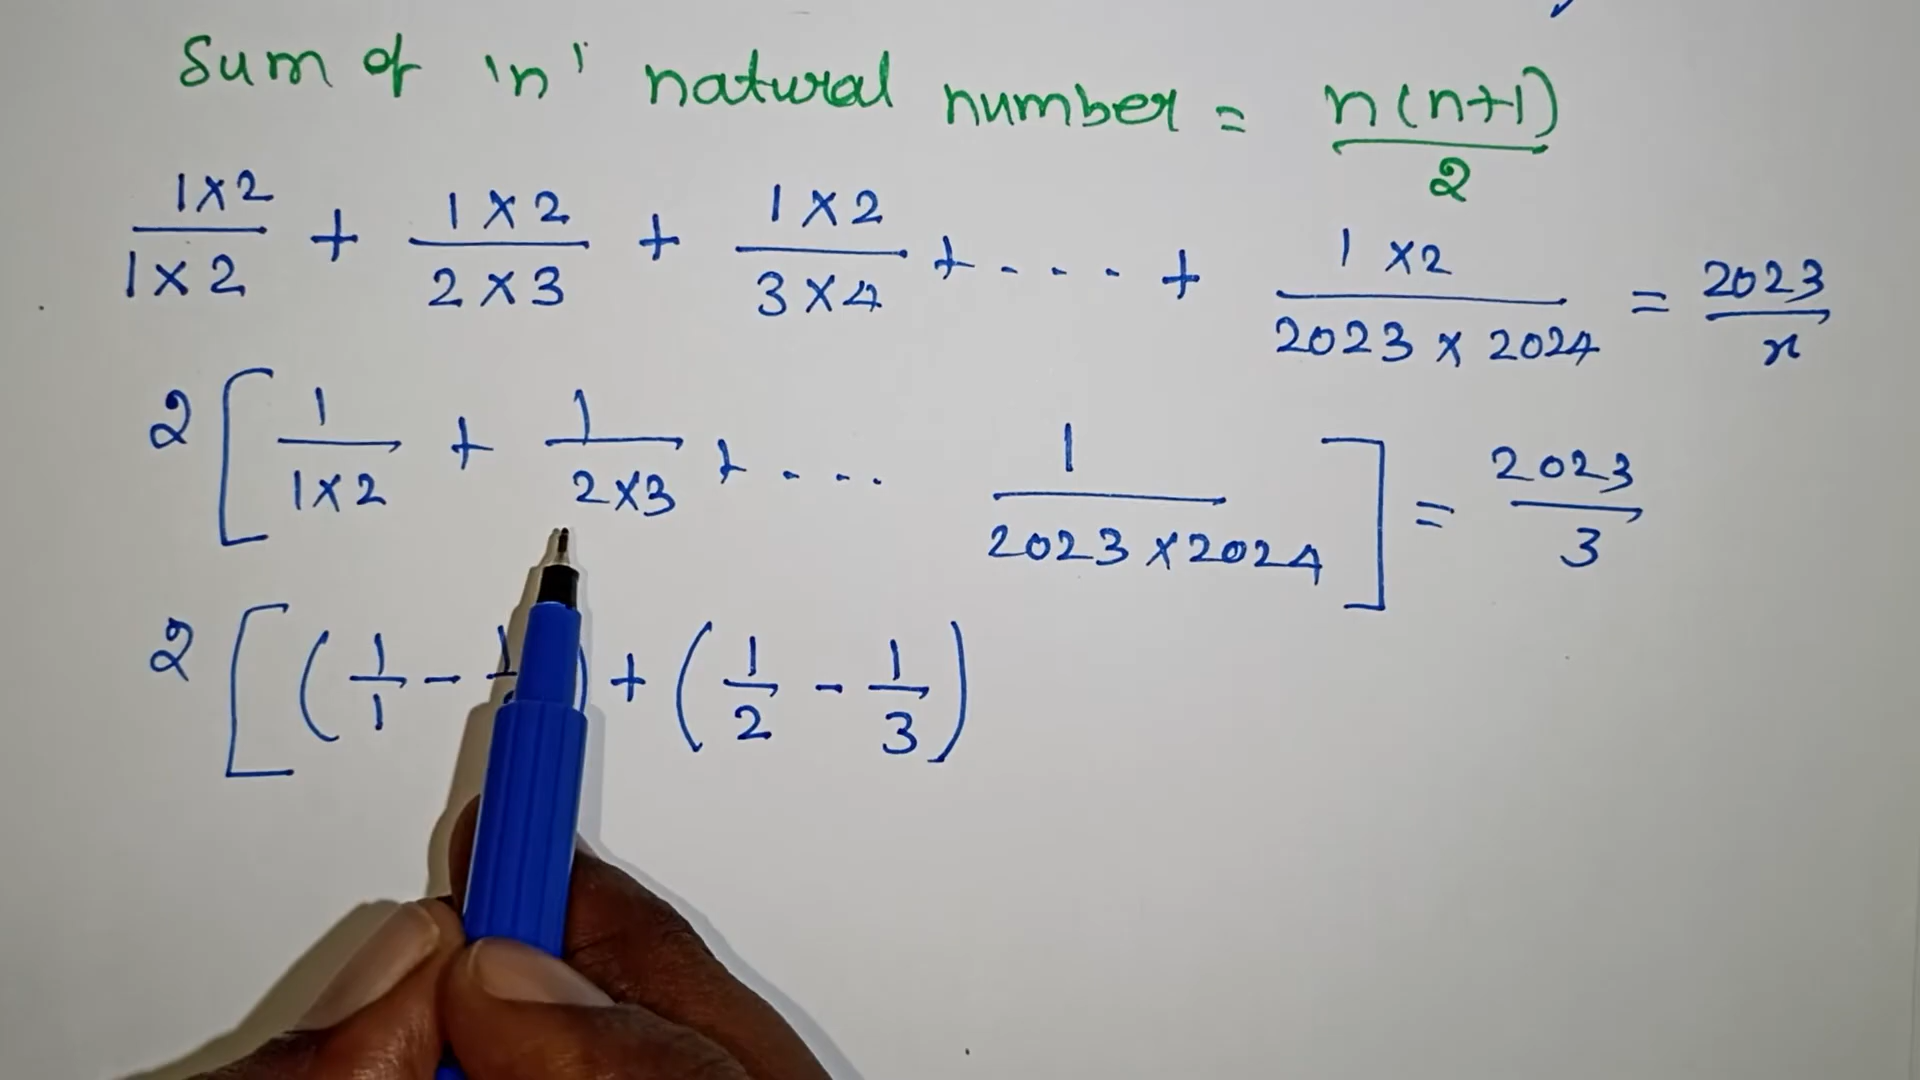 Sum of 'n' natural number = n(n+1)/2
1×2/1×2 + 1×2/2×3 + 1×2/3×4 + .... + 1×2/2023×2024 = 2023/x
2[1/1×2 + 1/2×3 + ... 1/2023×2024] = 2023/3
2[(1/1 - 1/ ) + (1/2 - 1/3)